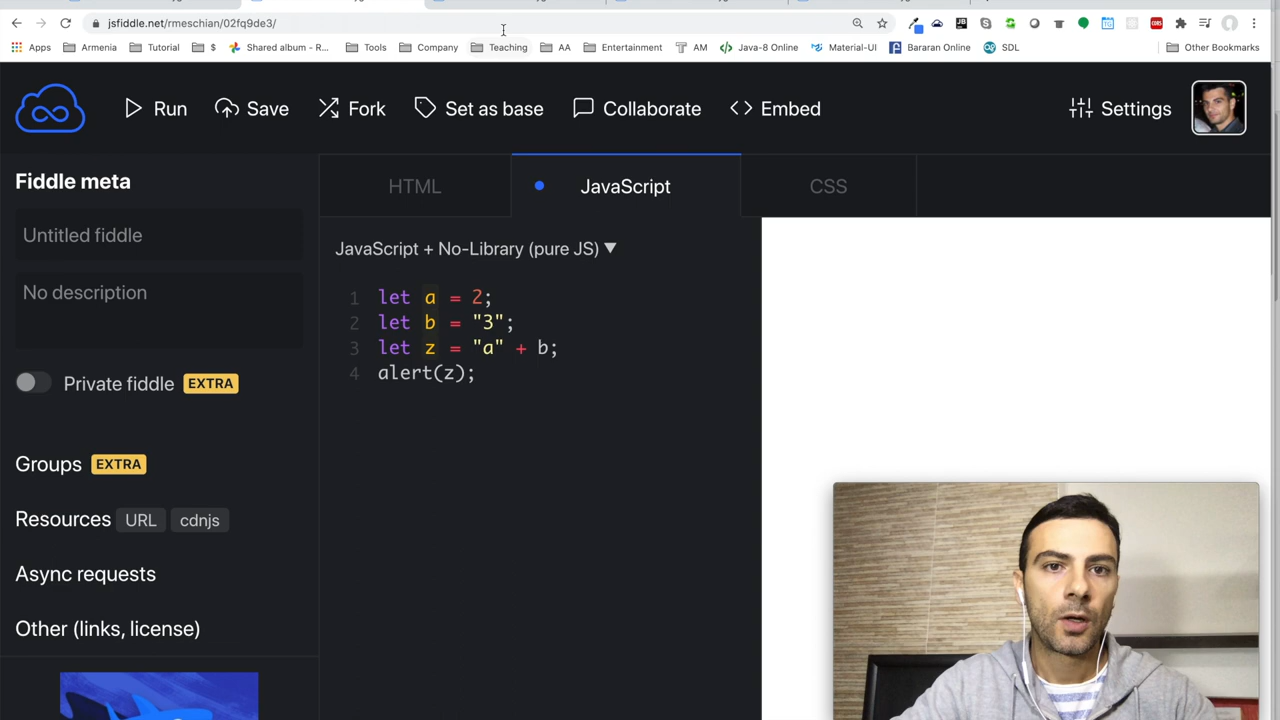 jsfiddle.net/rmeschian/02fq9de3/
Apps Armenia Tutorial $ Shared album - R... Tools Company Teaching AA Entertainment AM Java-8 Online Material-UI Bararan Online SDL Other Bookmarks
Run Save Fork Set as base Collaborate Embed Settings
Fiddle meta
Untitled fiddle
No description
Private fiddle EXTRA
Groups EXTRA
Resources URL cdnjs
Async requests
Other (links, license)
HTML JavaScript CSS
JavaScript + No-Library (pure JS) ▼
1 let a = 2;
2 let b = "3";
3 let z = "a" + b;
4 alert(z);